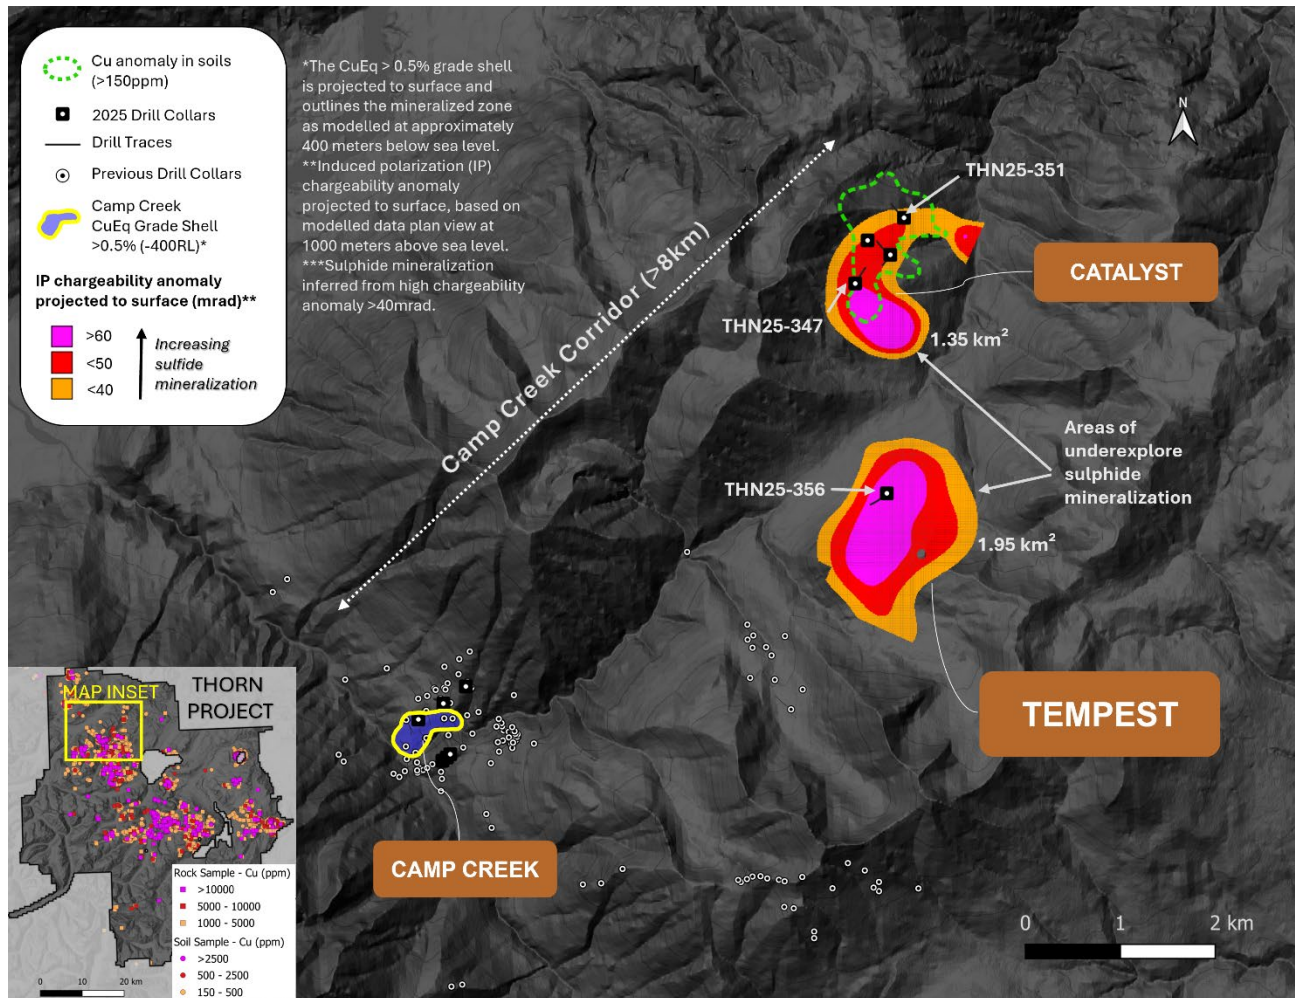 Cu anomaly in soils
(>150ppm)
2025 Drill Collars
Drill Traces
Previous Drill Collars
Camp Creek
CuEq Grade Shell
>0.5% (-400RL)*
IP chargeability anomaly
projected to surface (mrad)**
>60
<50
<40
Increasing
sulfide
mineralization
*The CuEq > 0.5% grade shell
is projected to surface and
outlines the mineralized zone
as modelled at approximately
400 meters below sea level.
**Induced polarization (IP)
chargeability anomaly
projected to surface, based on
modelled data plan view at
1000 meters above sea level.
***Sulphide mineralization
inferred from high chargeability
anomaly >40mrad.
N
Camp Creek Corridor (>8km)
THN25-351
CATALYST
THN25-347
1.35 km²
Areas of
underexplore
sulphide
mineralization
THN25-356
1.95 km²
TEMPEST
CAMP CREEK
0 1 2 km
MAP INSET
THORN
PROJECT
Rock Sample - Cu (ppm)
>10000
5000 - 10000
1000 - 5000
Soil Sample - Cu (ppm)
>2500
500 - 2500
150 - 500
0 10 20 km